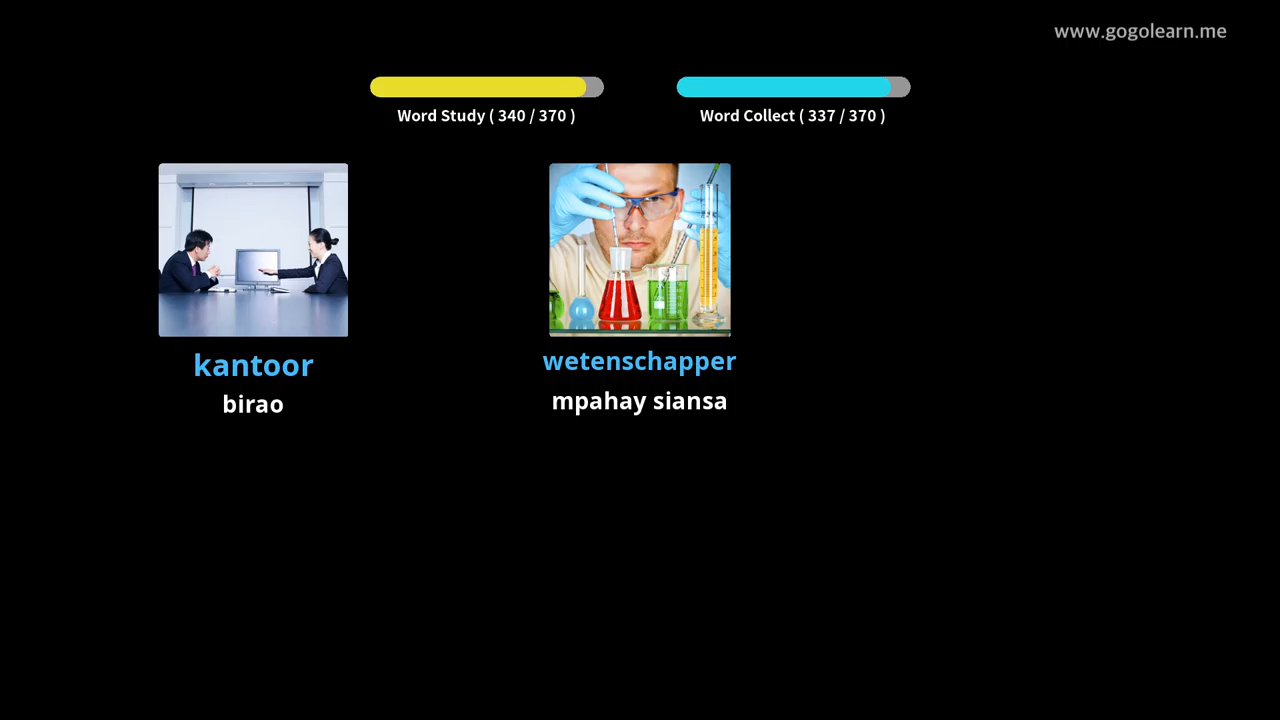 www.gogolearn.me
Word Study ( 340 / 370 )
Word Collect ( 337 / 370 )
kantoor
birao
wetenschapper
mpahay siansa